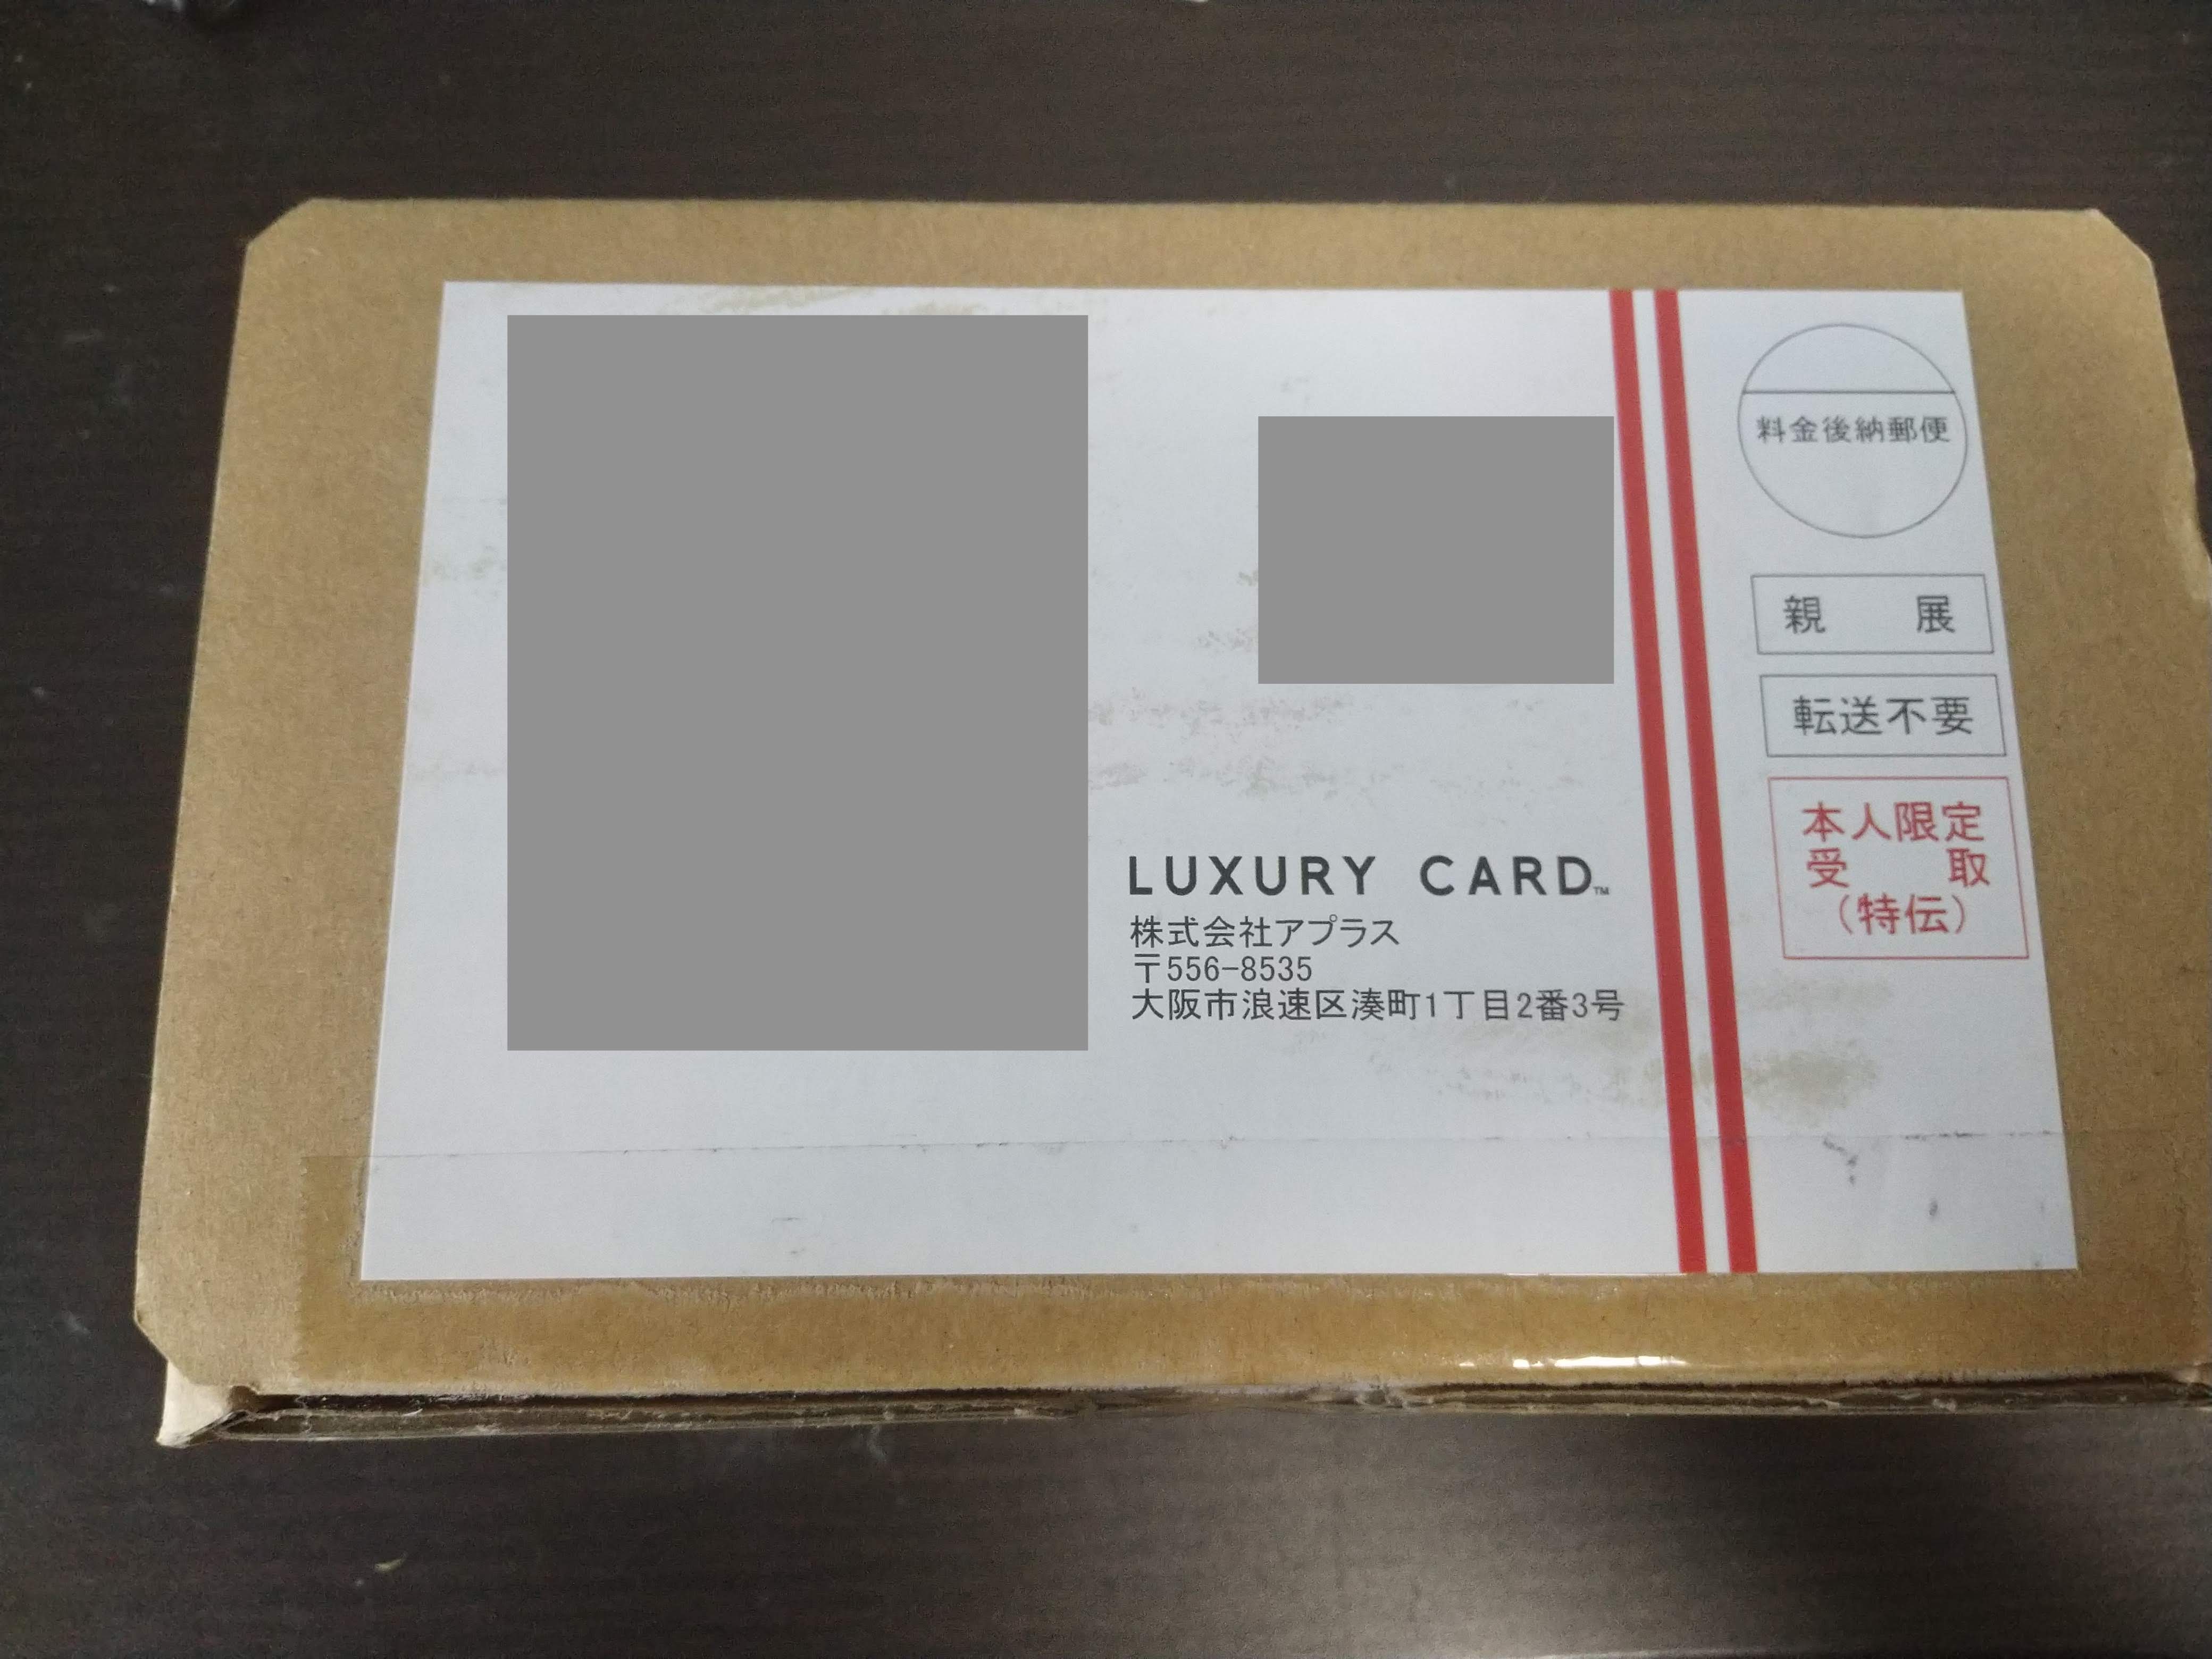 LUXURY CARD™
株式会社アプラス
〒556-8535
大阪市浪速区湊町1丁目2番3号
料金後納郵便
親展
転送不要
本人限定
受取
（特伝）